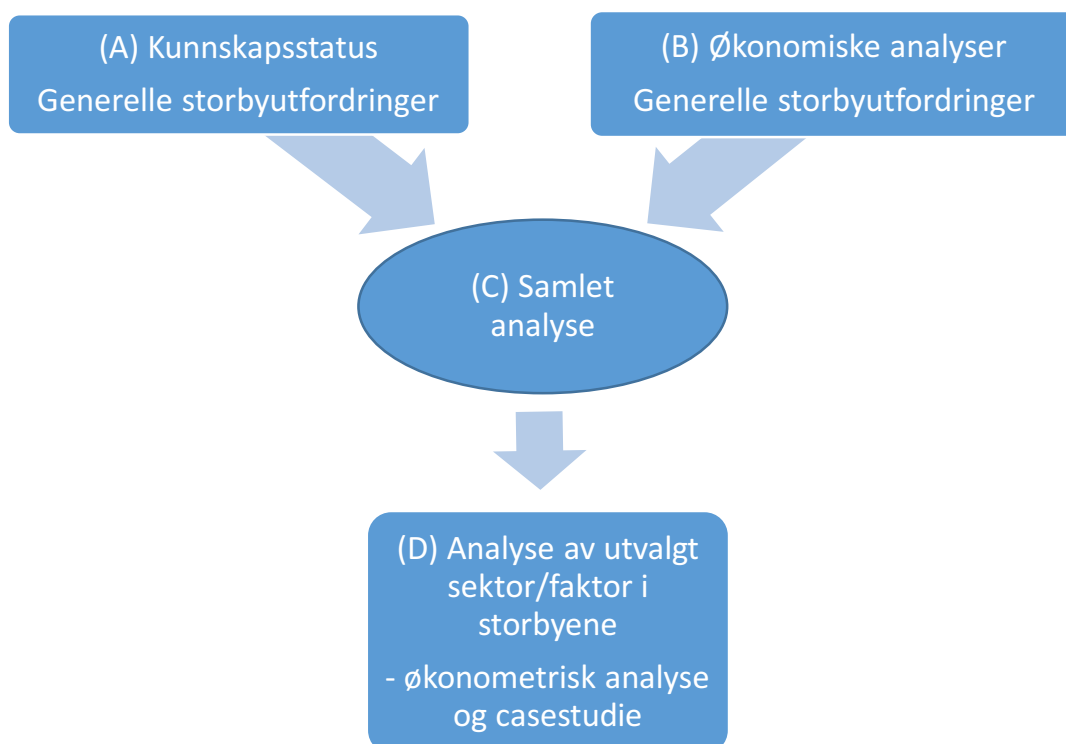 (A) Kunnskapsstatus
Generelle storbyutfordringer
(B) Økonomiske analyser
Generelle storbyutfordringer
(C) Samlet
analyse
(D) Analyse av utvalgt
sektor/faktor i
storbyene
- økonometrisk analyse
og casestudie